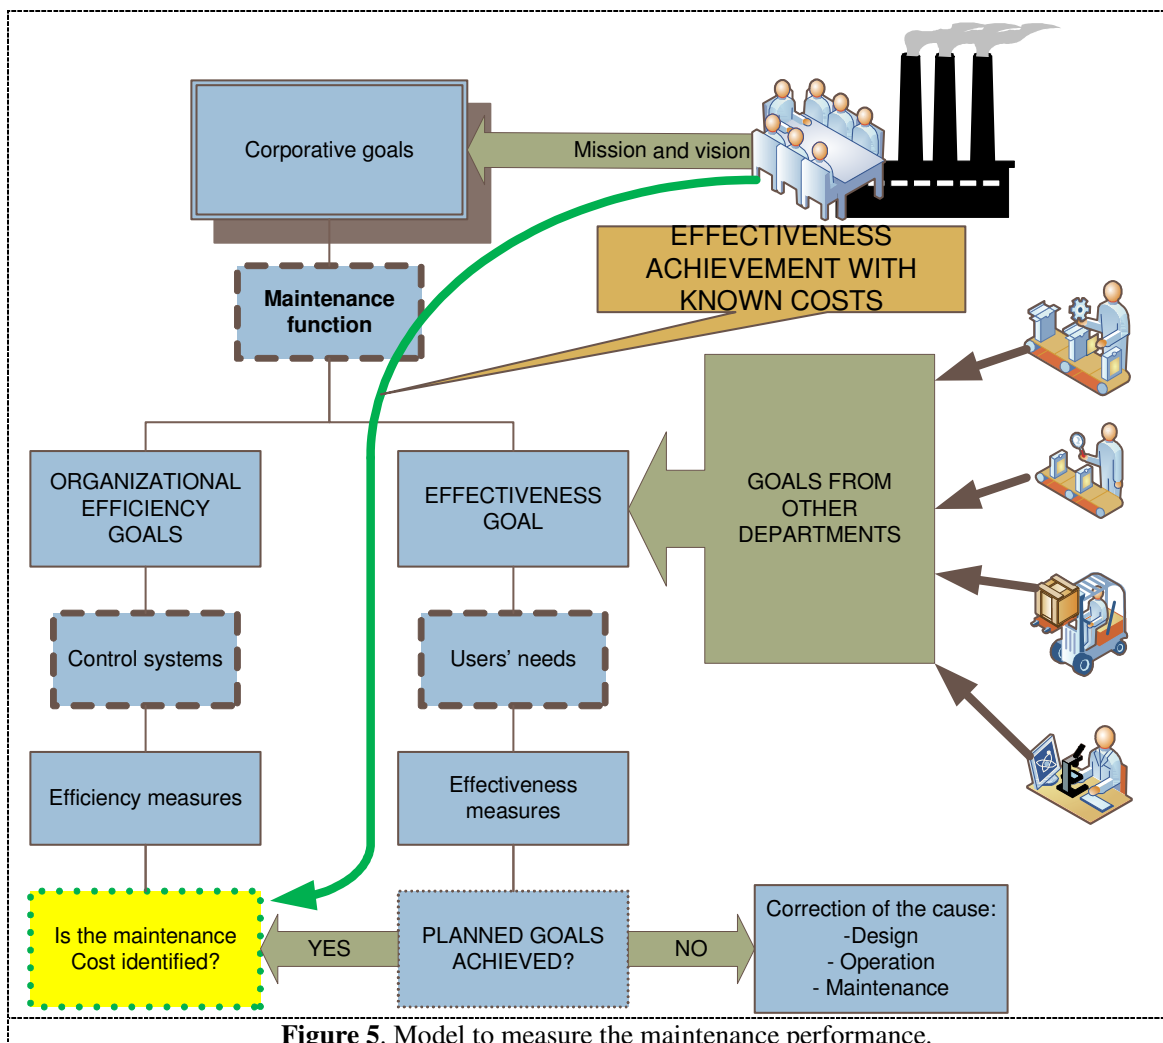 Corporative goals
Mission and vision
EFFECTIVENESS
ACHIEVEMENT WITH
KNOWN COSTS
Maintenance
function
ORGANIZATIONAL
EFFICIENCY
GOALS
EFFECTIVENESS
GOAL
GOALS FROM
OTHER
DEPARTMENTS
Control systems
Users' needs
Efficiency measures
Effectiveness
measures
Is the maintenance
Cost identified?
YES
PLANNED GOALS
ACHIEVED?
NO
Correction of the cause:
-Design
- Operation
- Maintenance
Figure 5. Model to measure the maintenance performance.